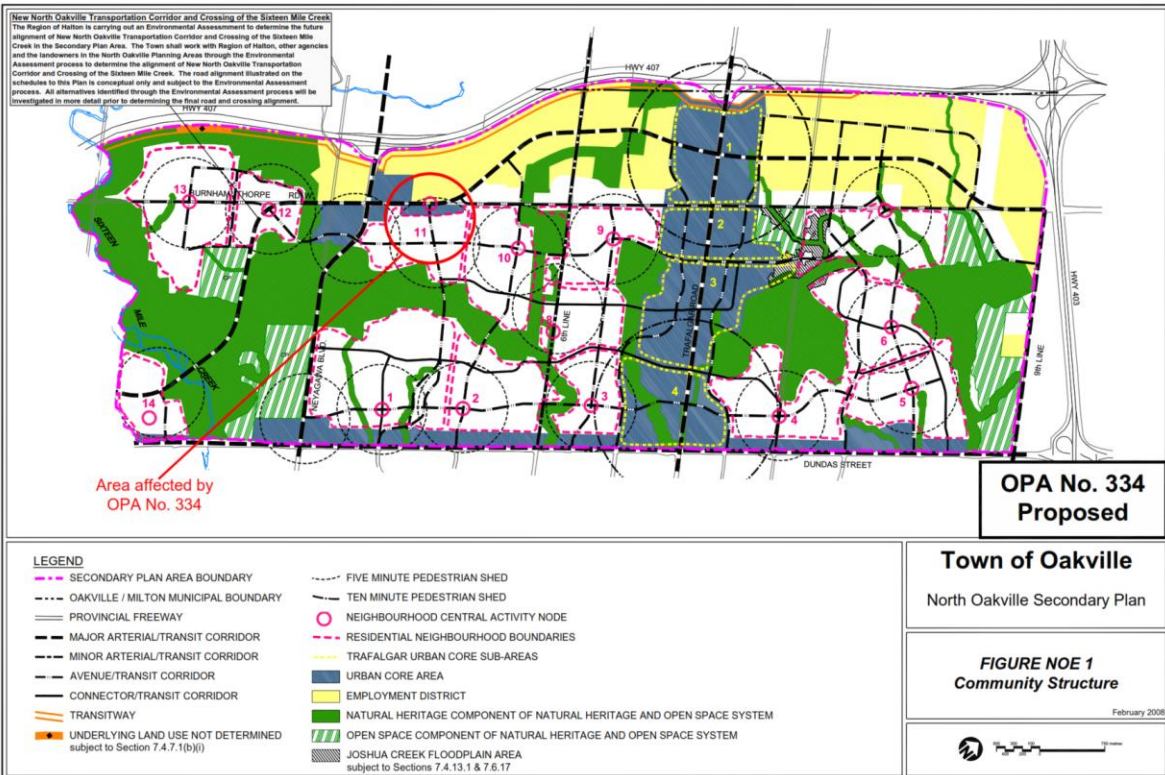 New North Oakville Transportation Corridor and Crossing of the Sixteen Mile Creek
The Region of Halton is carrying out an Environmental Assessmment to determine the future
alignment of New North Oakville Transportation Corridor and Crossing of the Sixteen Mile
Creek in the Secondary Plan Area. The Town shall work with Region of Halton, other agencies
and the landowners in the North Oakville Planning Areas through the Environmental
Assessment process to determine the alignment of New North Oakville Transportation
Corridor and Crossing of the Sixteen Mile Creek. The road alignment illustrated on the
schedules to this Plan is conceptual only and subject to the Environmental Assessment
process. All alternatives identified through the Environmental Assessment process will be
investigated in more detail prior to determining the final road and crossing alignment.
HWY 407
HWY 407
1
13
BURNHAMTHORPE RD. W.
12
11
10
9
2
7
3
SIXTEEN
MILE
CREEK
6th LINE
8
TRAFALGAR ROAD
HWY 403
9th LINE
6
NEYAGAWA BLVD.
14
1
2
3
4
4
5
DUNDAS STREET
Area affected by
OPA No. 334
OPA No. 334
Proposed
LEGEND
SECONDARY PLAN AREA BOUNDARY
OAKVILLE / MILTON MUNICIPAL BOUNDARY
PROVINCIAL FREEWAY
MAJOR ARTERIAL/TRANSIT CORRIDOR
MINOR ARTERIAL/TRANSIT CORRIDOR
AVENUE/TRANSIT CORRIDOR
CONNECTOR/TRANSIT CORRIDOR
TRANSITWAY
UNDERLYING LAND USE NOT DETERMINED
subject to Section 7.4.7.1(b)(i)
FIVE MINUTE PEDESTRIAN SHED
TEN MINUTE PEDESTRIAN SHED
NEIGHBOURHOOD CENTRAL ACTIVITY NODE
RESIDENTIAL NEIGHBOURHOOD BOUNDARIES
TRAFALGAR URBAN CORE SUB-AREAS
URBAN CORE AREA
EMPLOYMENT DISTRICT
NATURAL HERITAGE COMPONENT OF NATURAL HERITAGE AND OPEN SPACE SYSTEM
OPEN SPACE COMPONENT OF NATURAL HERITAGE AND OPEN SPACE SYSTEM
JOSHUA CREEK FLOODPLAIN AREA
subject to Sections 7.4.13.1 & 7.6.17
Town of Oakville
North Oakville Secondary Plan
FIGURE NOE 1
Community Structure
February 2008